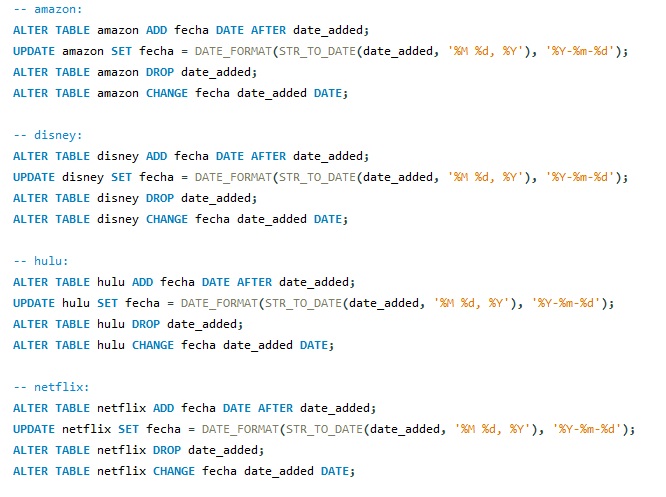 -- amazon:
ALTER TABLE amazon ADD fecha DATE AFTER date_added;
UPDATE amazon SET fecha = DATE_FORMAT(STR_TO_DATE(date_added, '%M %d, %Y'), '%Y-%m-%d');
ALTER TABLE amazon DROP date_added;
ALTER TABLE amazon CHANGE fecha date_added DATE;
-- disney:
ALTER TABLE disney ADD fecha DATE AFTER date_added;
UPDATE disney SET fecha = DATE_FORMAT(STR_TO_DATE(date_added, '%M %d, %Y'), '%Y-%m-%d');
ALTER TABLE disney DROP date_added;
ALTER TABLE disney CHANGE fecha date_added DATE;
-- hulu:
ALTER TABLE hulu ADD fecha DATE AFTER date_added;
UPDATE hulu SET fecha = DATE_FORMAT(STR_TO_DATE(date_added, '%M %d, %Y'), '%Y-%m-%d');
ALTER TABLE hulu DROP date_added;
ALTER TABLE hulu CHANGE fecha date_added DATE;
-- netflix:
ALTER TABLE netflix ADD fecha DATE AFTER date_added;
UPDATE netflix SET fecha = DATE_FORMAT(STR_TO_DATE(date_added, '%M %d, %Y'), '%Y-%m-%d');
ALTER TABLE netflix DROP date_added;
ALTER TABLE netflix CHANGE fecha date_added DATE;